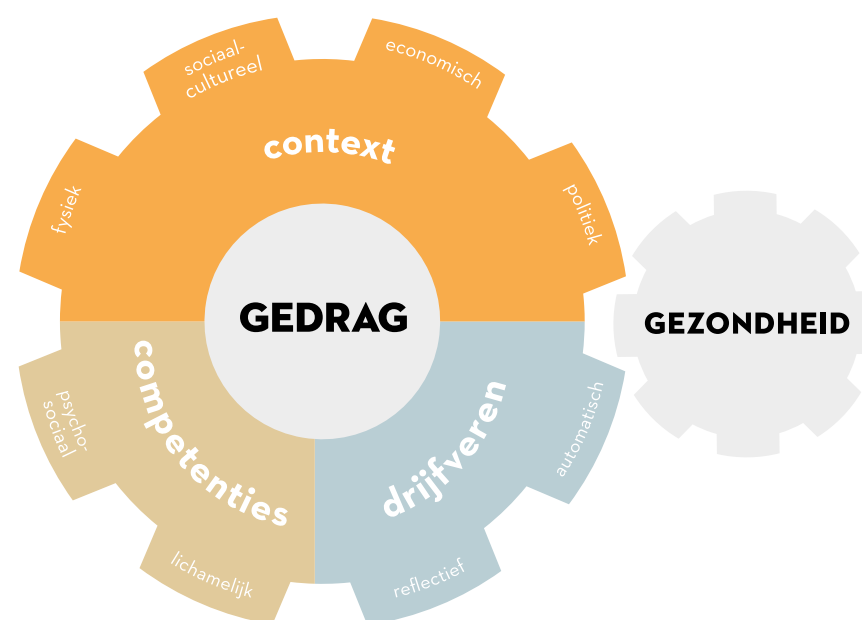 sociaal-
cultureel
economisch
context
fysiek
politiek
GEDRAG
GEZONDHEID
competenties
drijfveren
psycho-
sociaal
automatisch
lichamelijk
reflectief